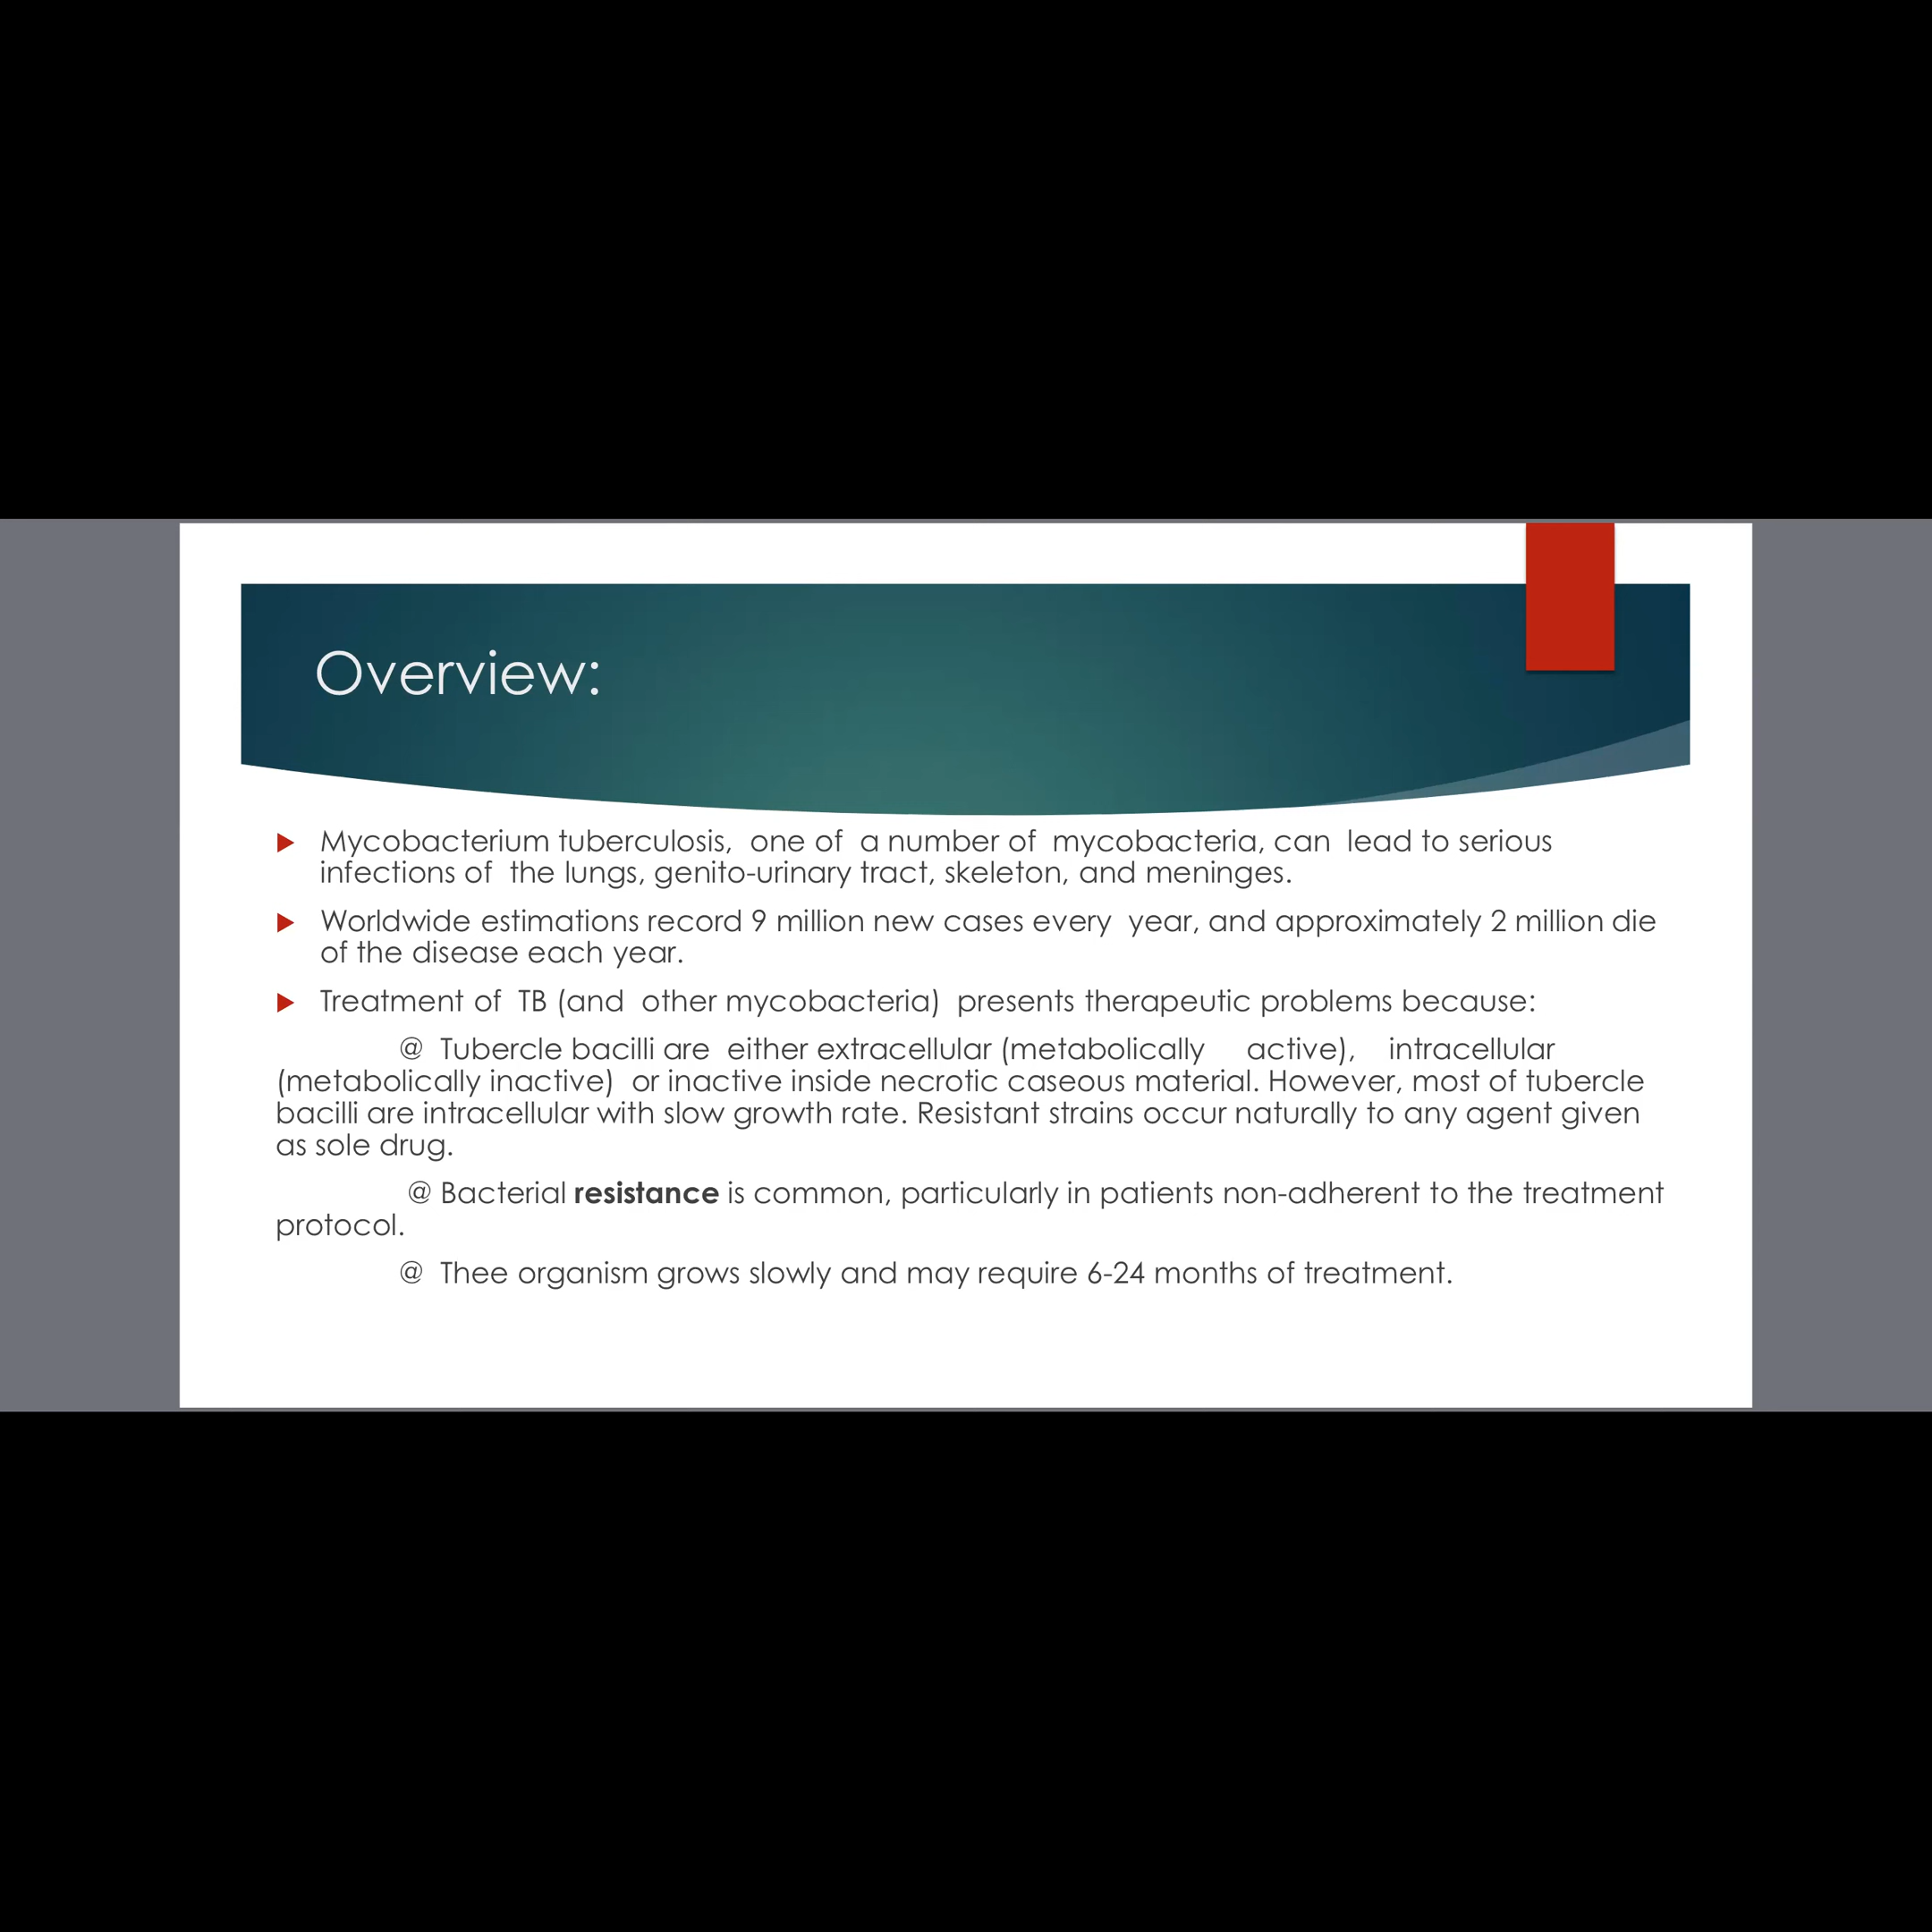 Overview:
Mycobacterium tuberculosis, one of a number of mycobacteria, can lead to serious
infections of the lungs, genito-urinary tract, skeleton, and meninges.
Worldwide estimations record 9 million new cases every year, and approximately 2 million die
of the disease each year.
Treatment of TB (and other mycobacteria) presents therapeutic problems because:
@ Tubercle bacilli are either extracellular (metabolically active), intracellular
(metabolically inactive) or inactive inside necrotic caseous material. However, most of tubercle
bacilli are intracellular with slow growth rate. Resistant strains occur naturally to any agent given
as sole drug.
@ Bacterial resistance is common, particularly in patients non-adherent to the treatment
protocol.
@ Thee organism grows slowly and may require 6-24 months of treatment.